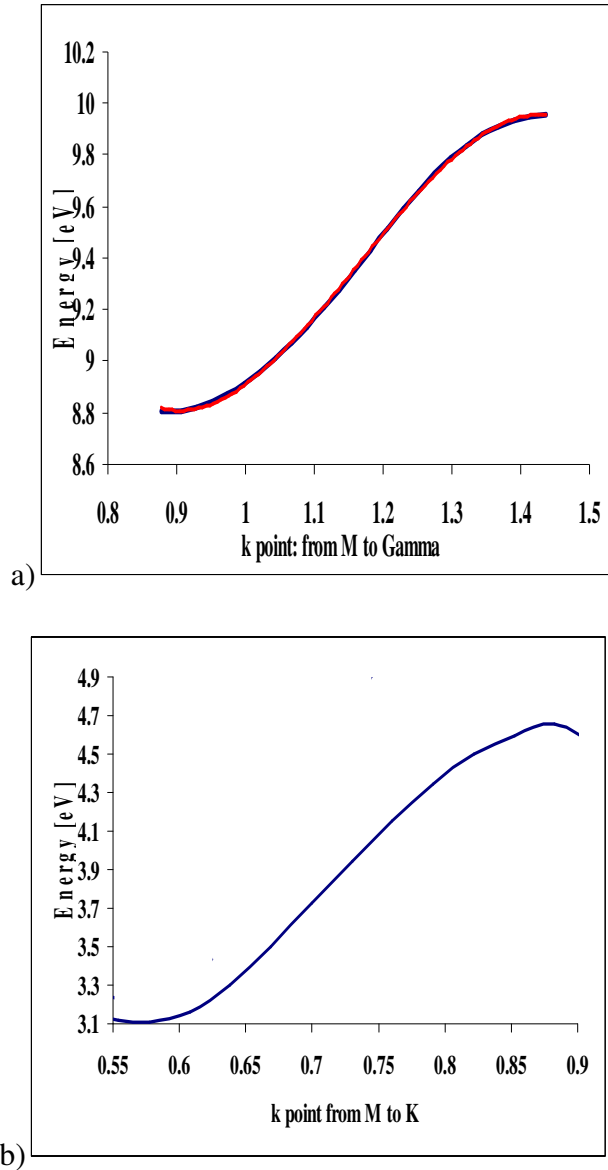 10.2
10
9.8
9.6
9.4
9.2
9
8.8
8.6
Energy [eV]
0.8 0.9 1 1.1 1.2 1.3 1.4 1.5
k point: from M to Gamma
a)
4.9
4.7
4.5
4.3
4.1
3.9
3.7
3.5
3.3
3.1
Energy [eV]
0.55 0.6 0.65 0.7 0.75 0.8 0.85 0.9
k point from M to K
b)